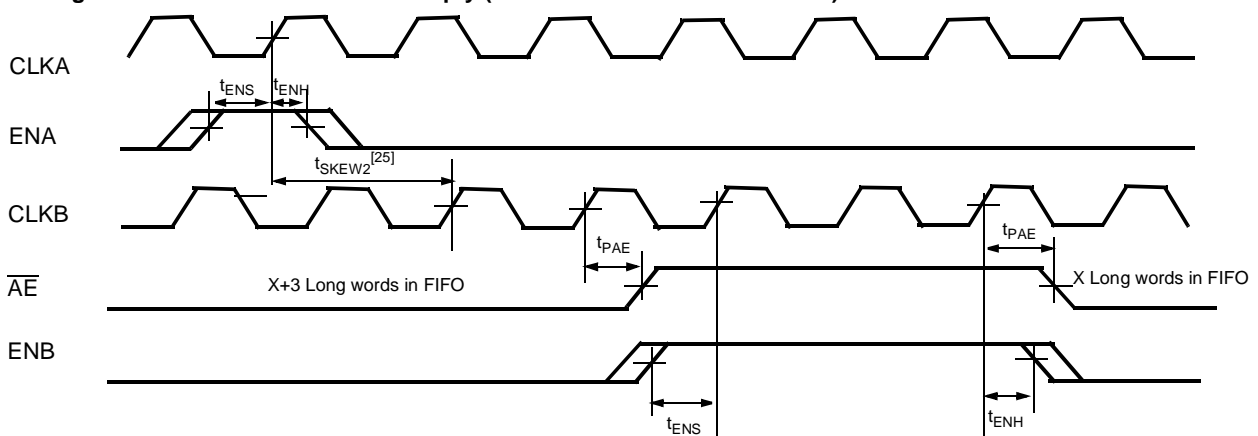 CLKA
tENS
tENH
ENA
tSKEW2[25]
CLKB
tPAE
tPAE
AE
X+3 Long words in FIFO
X Long words in FIFO
ENB
tENS
tENH